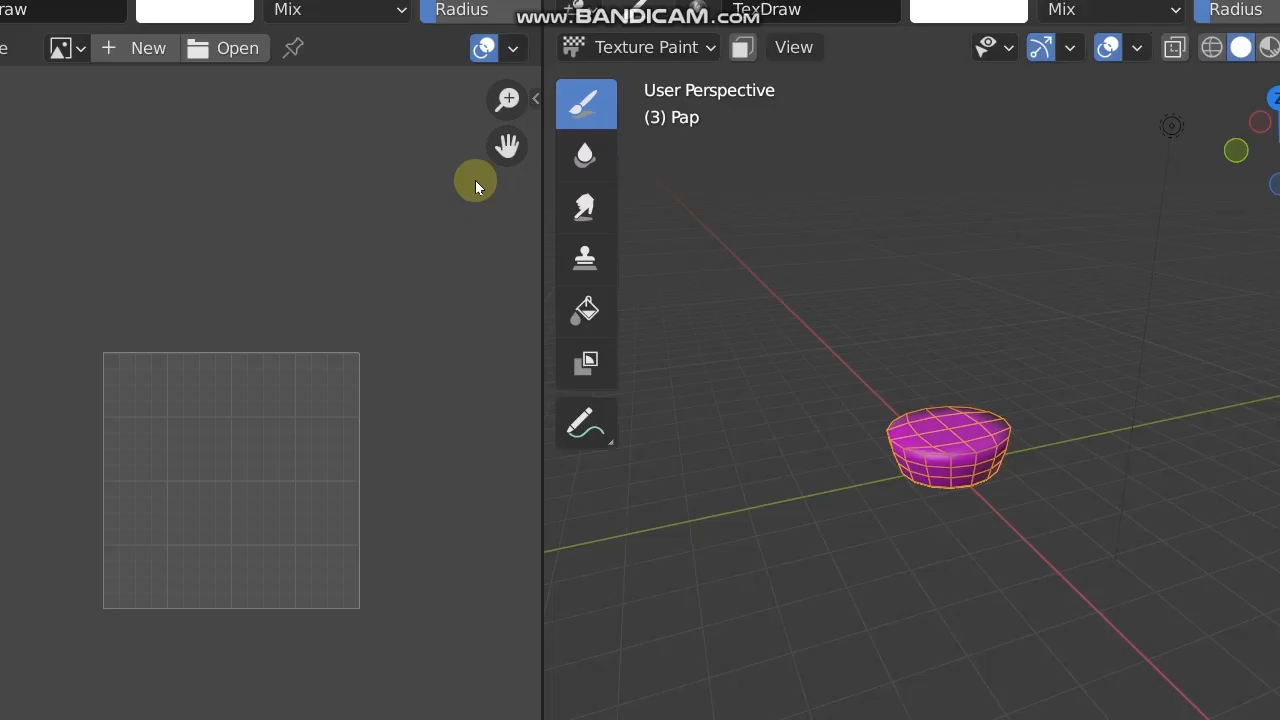 raw Mix Radius
www.BANDICAM.com
TexDraw Mix Radius
e New Open
Texture Paint View
User Perspective
(3) Pap